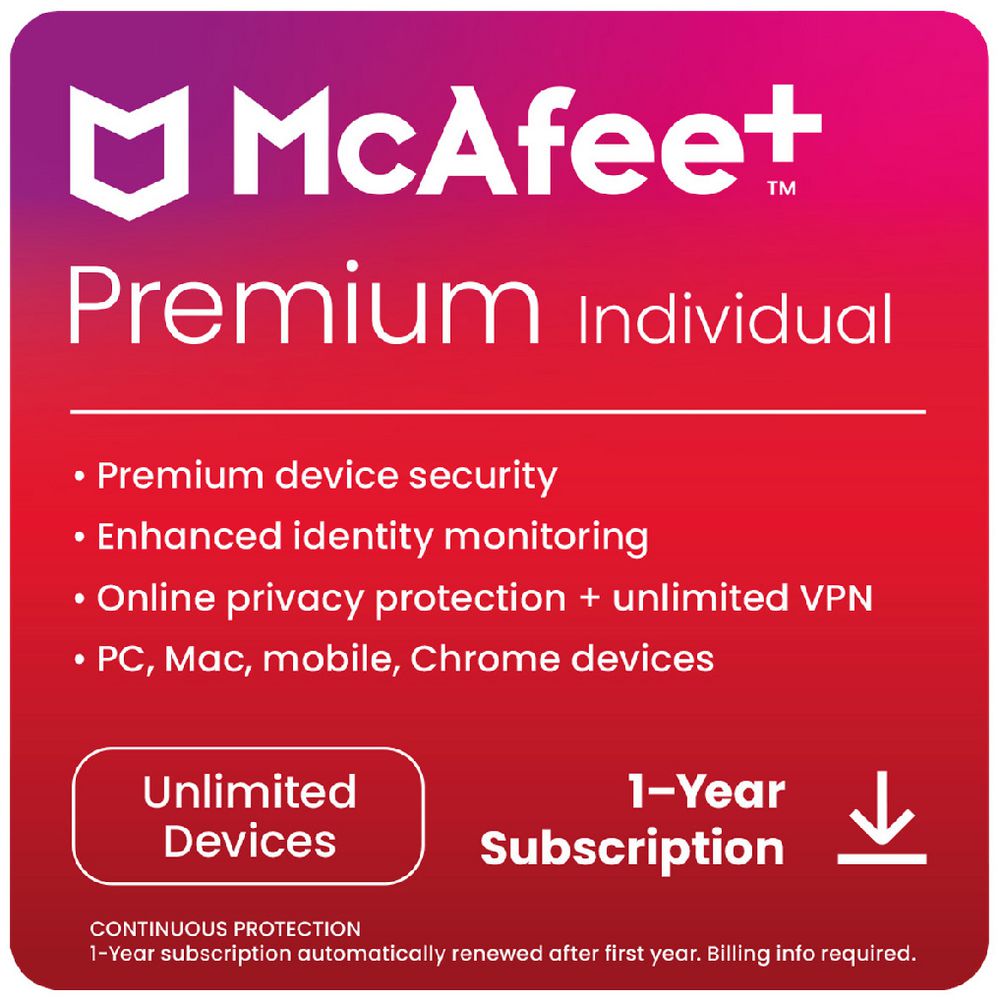 McAfee+™
Premium Individual
• Premium device security
• Enhanced identity monitoring
• Online privacy protection + unlimited VPN
• PC, Mac, mobile, Chrome devices
Unlimited
Devices
1–Year
Subscription
CONTINUOUS PROTECTION
1-Year subscription automatically renewed after first year. Billing info required.